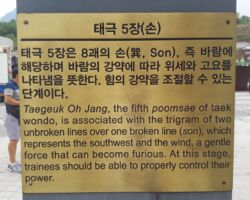 태극 5장(손)
태극 5장은 8괘의 손(巽, Son), 즉 바람에
해당하며 바람의 강약에 따라 위세와 고요를
나타냄을 뜻한다. 힘의 강약을 조절할 수 있는
단계이다.
Taegeuk Oh Jang, the fifth poomsae of taek
wondo, is associated with the trigram of two
unbroken lines over one broken line (son), which
represents the southwest and the wind, a gentle
force that can become furious. At this stage,
trainees should be able to properly control their
power.